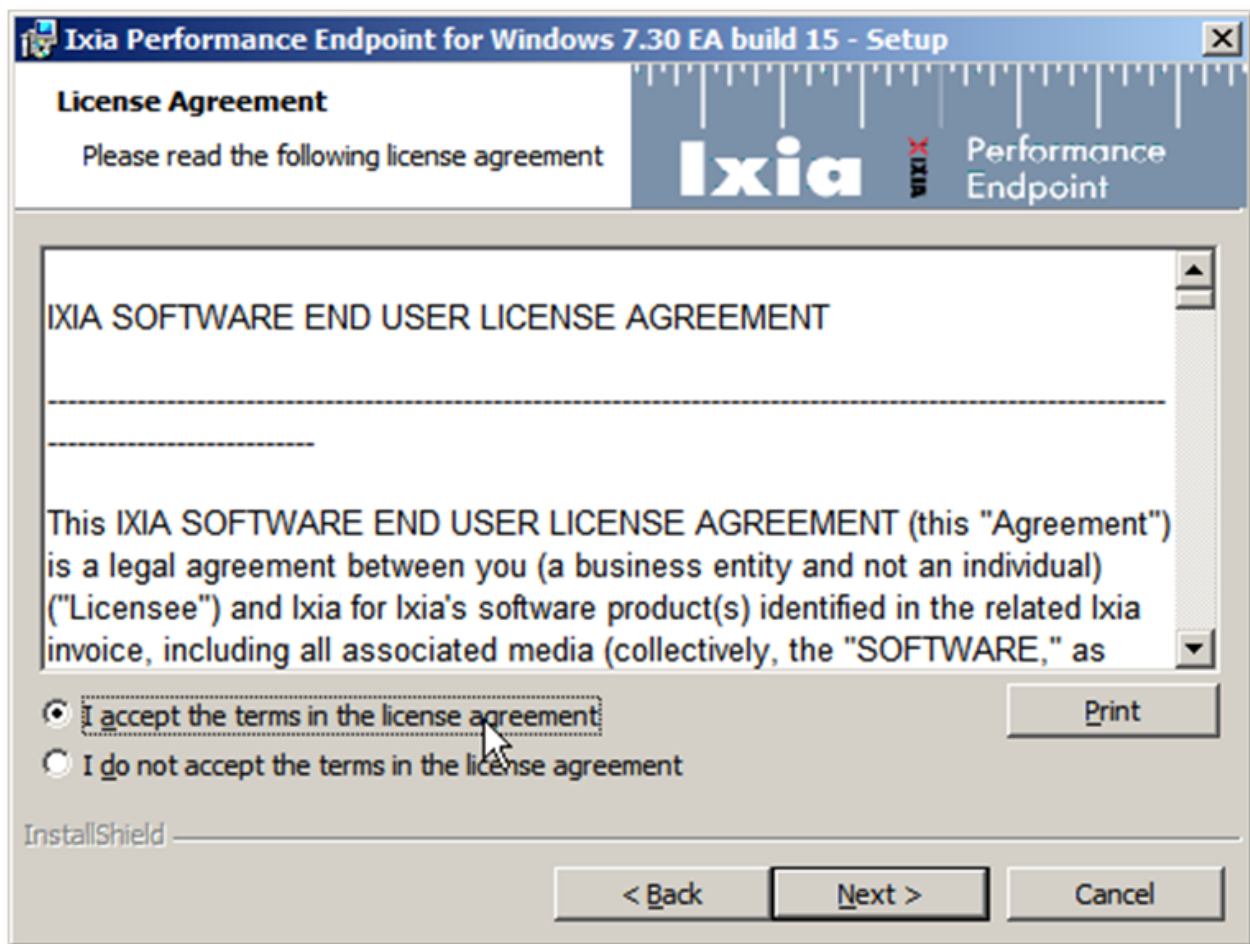 Ixia Performance Endpoint for Windows 7.30 EA build 15 - Setup
License Agreement
Please read the following license agreement
Ixia
IXIA
Performance
Endpoint
IXIA SOFTWARE END USER LICENSE AGREEMENT
----------------------------------------------------------------------------------------------------------------
---------------------------
This IXIA SOFTWARE END USER LICENSE AGREEMENT (this "Agreement")
is a legal agreement between you (a business entity and not an individual)
("Licensee") and Ixia for Ixia's software product(s) identified in the related Ixia
invoice, including all associated media (collectively, the "SOFTWARE," as
I accept the terms in the license agreement
Print
I do not accept the terms in the license agreement
InstallShield
< Back
Next >
Cancel